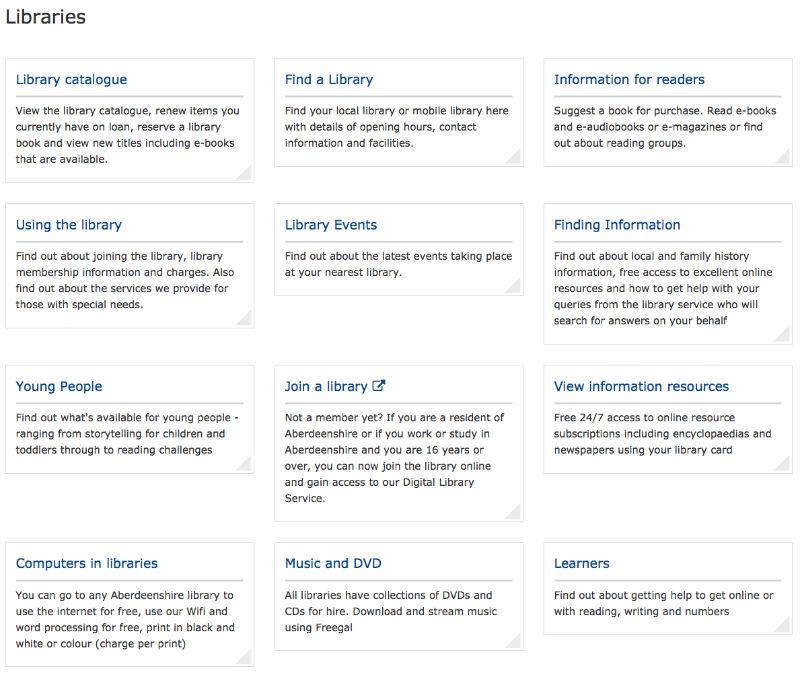 Libraries
Library catalogue
View the library catalogue, renew items you
currently have on loan, reserve a library
book and view new titles including e-books
that are available.
Find a Library
Find your local library or mobile library here
with details of opening hours, contact
information and facilities.
Information for readers
Suggest a book for purchase. Read e-books
and e-audiobooks or e-magazines or find
out about reading groups.
Using the library
Find out about joining the library, library
membership information and charges. Also
find out about the services we provide for
those with special needs.
Library Events
Find out about the latest events taking place
at your nearest library.
Finding Information
Find out about local and family history
information, free access to excellent online
resources and how to get help with your
queries from the library service who will
search for answers on your behalf
Young People
Find out what's available for young people -
ranging from storytelling for children and
toddlers through to reading challenges
Join a library
Not a member yet? If you are a resident of
Aberdeenshire or if you work or study in
Aberdeenshire and you are 16 years or
over, you can now join the library online
and gain access to our Digital Library
Service.
View information resources
Free 24/7 access to online resource
subscriptions including encyclopaedias and
newspapers using your library card
Computers in libraries
You can go to any Aberdeenshire library to
use the internet for free, use our Wifi and
word processing for free, print in black and
white or colour (charge per print)
Music and DVD
All libraries have collections of DVDs and
CDs for hire. Download and stream music
using Freegal
Learners
Find out about getting help to get online or
with reading, writing and numbers